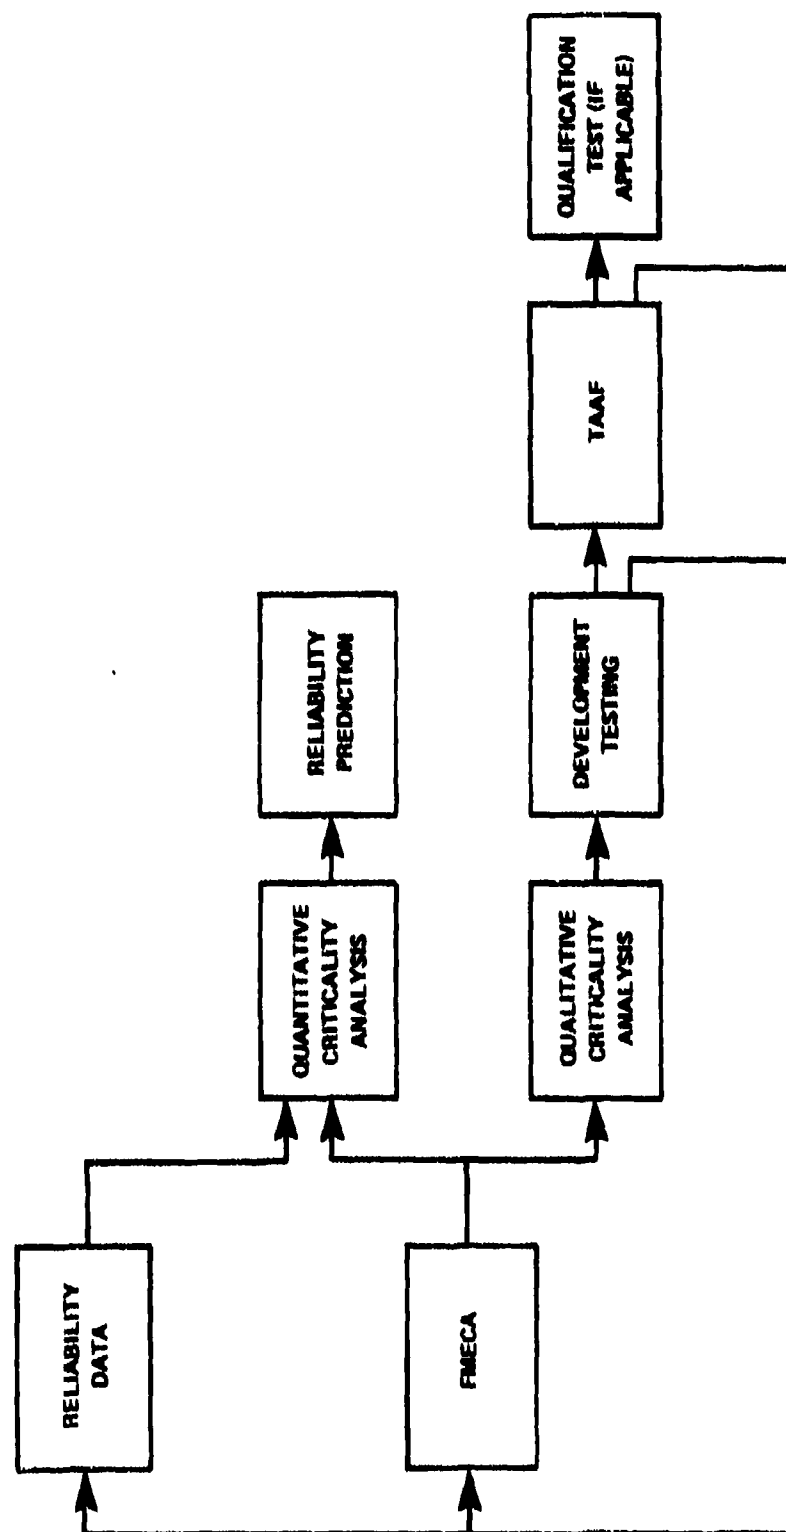 RELIABILITY
DATA
QUANTITATIVE
CRITICALITY
ANALYSIS
RELIABILITY
PREDICTION
FMECA
QUALITATIVE
CRITICALITY
ANALYSIS
DEVELOPMENT
TESTING
TAAF
QUALIFICATION
TEST (IF
APPLICABLE)